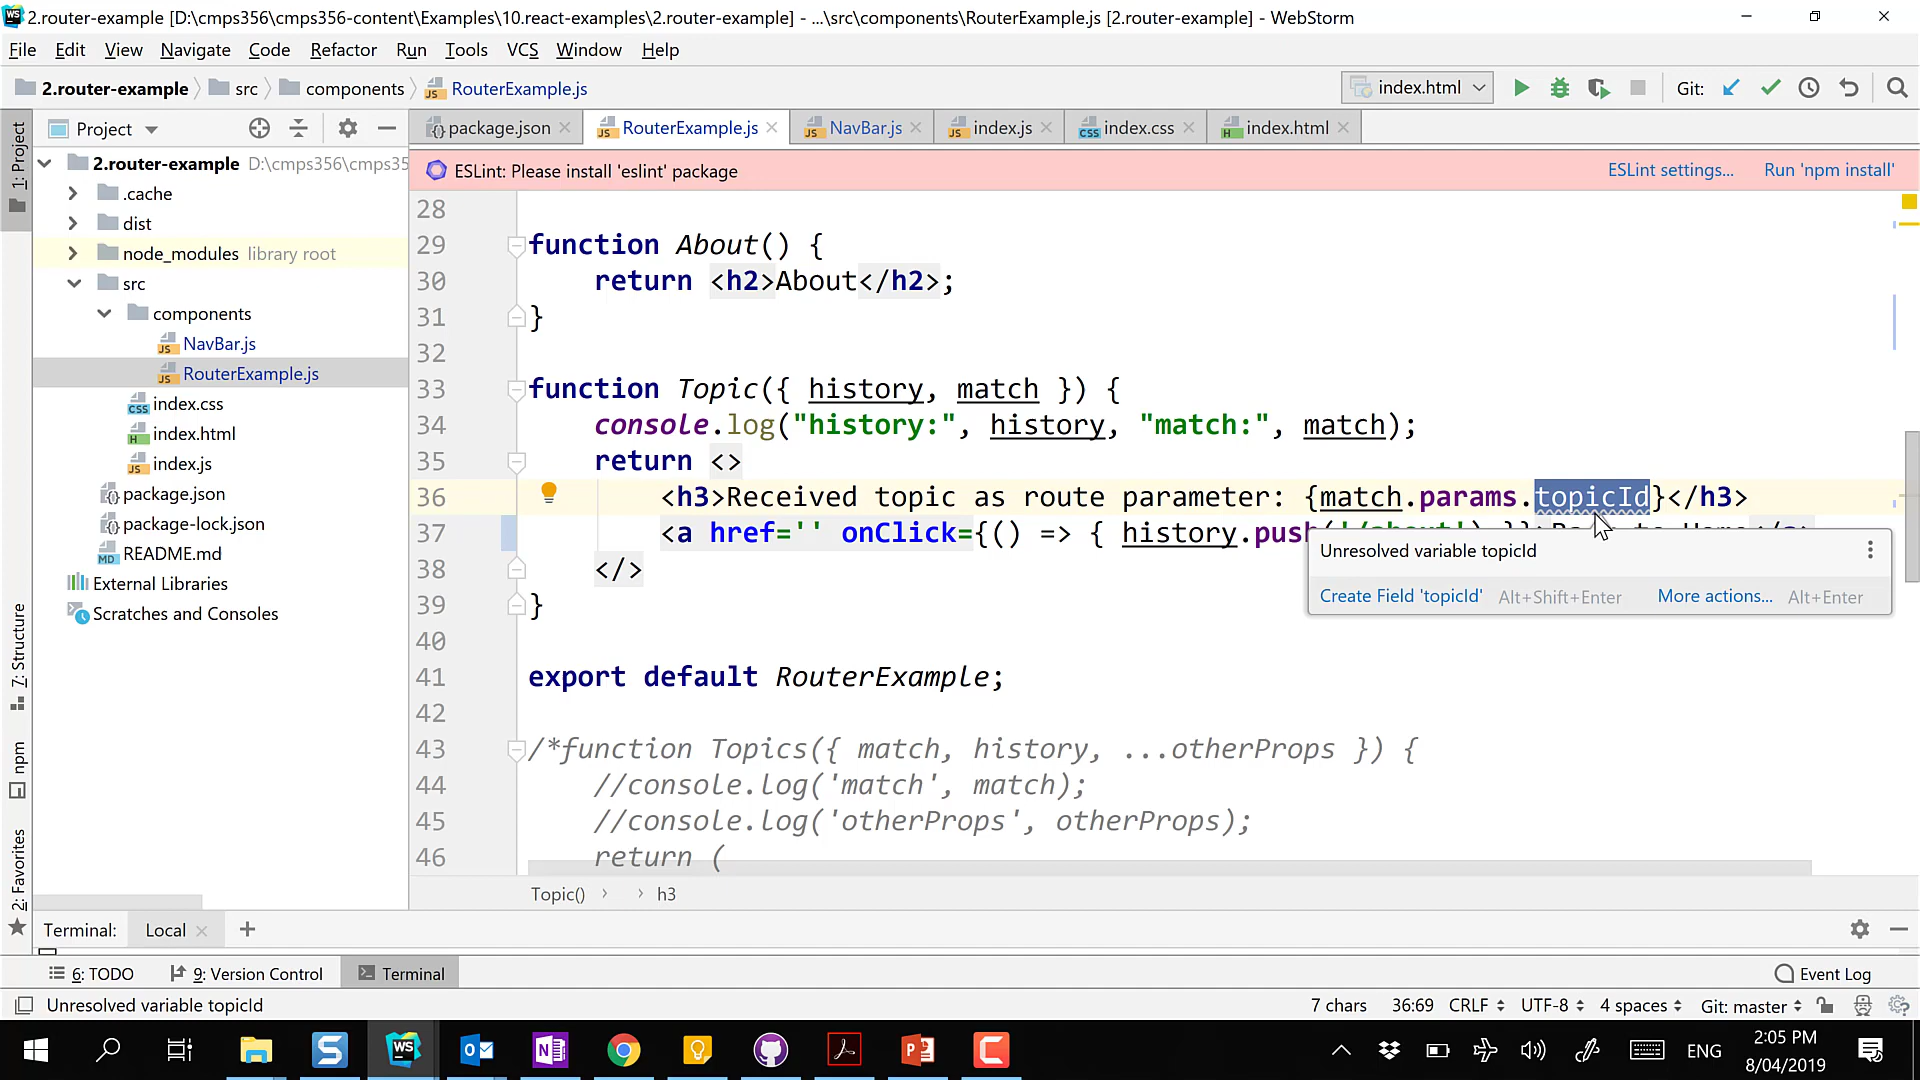 2.router-example [D:\cmps356\cmps356-content\Examples\10.react-examples\2.router-example] - ...\src\components\RouterExample.js [2.router-example] - WebStorm
File Edit View Navigate Code Refactor Run Tools VCS Window Help
2.router-example src components RouterExample.js index.html Git:
Project package.json RouterExample.js NavBar.js index.js index.css index.html
1: Project
2.router-example D:\cmps356\cmps35
.cache
dist
node_modules library root
src
components
NavBar.js
RouterExample.js
index.css
index.html
index.js
package.json
package-lock.json
README.md
External Libraries
Scratches and Consoles
7: Structure
npm
2: Favorites
ESLint: Please install 'eslint' package ESLint settings... Run 'npm install'
28
29 function About() {
30 return <h2>About</h2>;
31 }
32
33 function Topic({ history, match }) {
34 console.log("history:", history, "match:", match);
35 return <>
36 <h3>Received topic as route parameter: {match.params.topicId}</h3>
37 <a href='' onClick={() => { history.push
38 </>
39 }
40
41 export default RouterExample;
42
43 /*function Topics({ match, history, ...otherProps }) {
44 //console.log('match', match);
45 //console.log('otherProps', otherProps);
46 return (
Unresolved variable topicId
Create Field 'topicId' Alt+Shift+Enter More actions... Alt+Enter
Topic() h3
Terminal: Local
6: TODO 9: Version Control Terminal Event Log
Unresolved variable topicId 7 chars 36:69 CRLF UTF-8 4 spaces Git: master
ENG 2:05 PM
8/04/2019